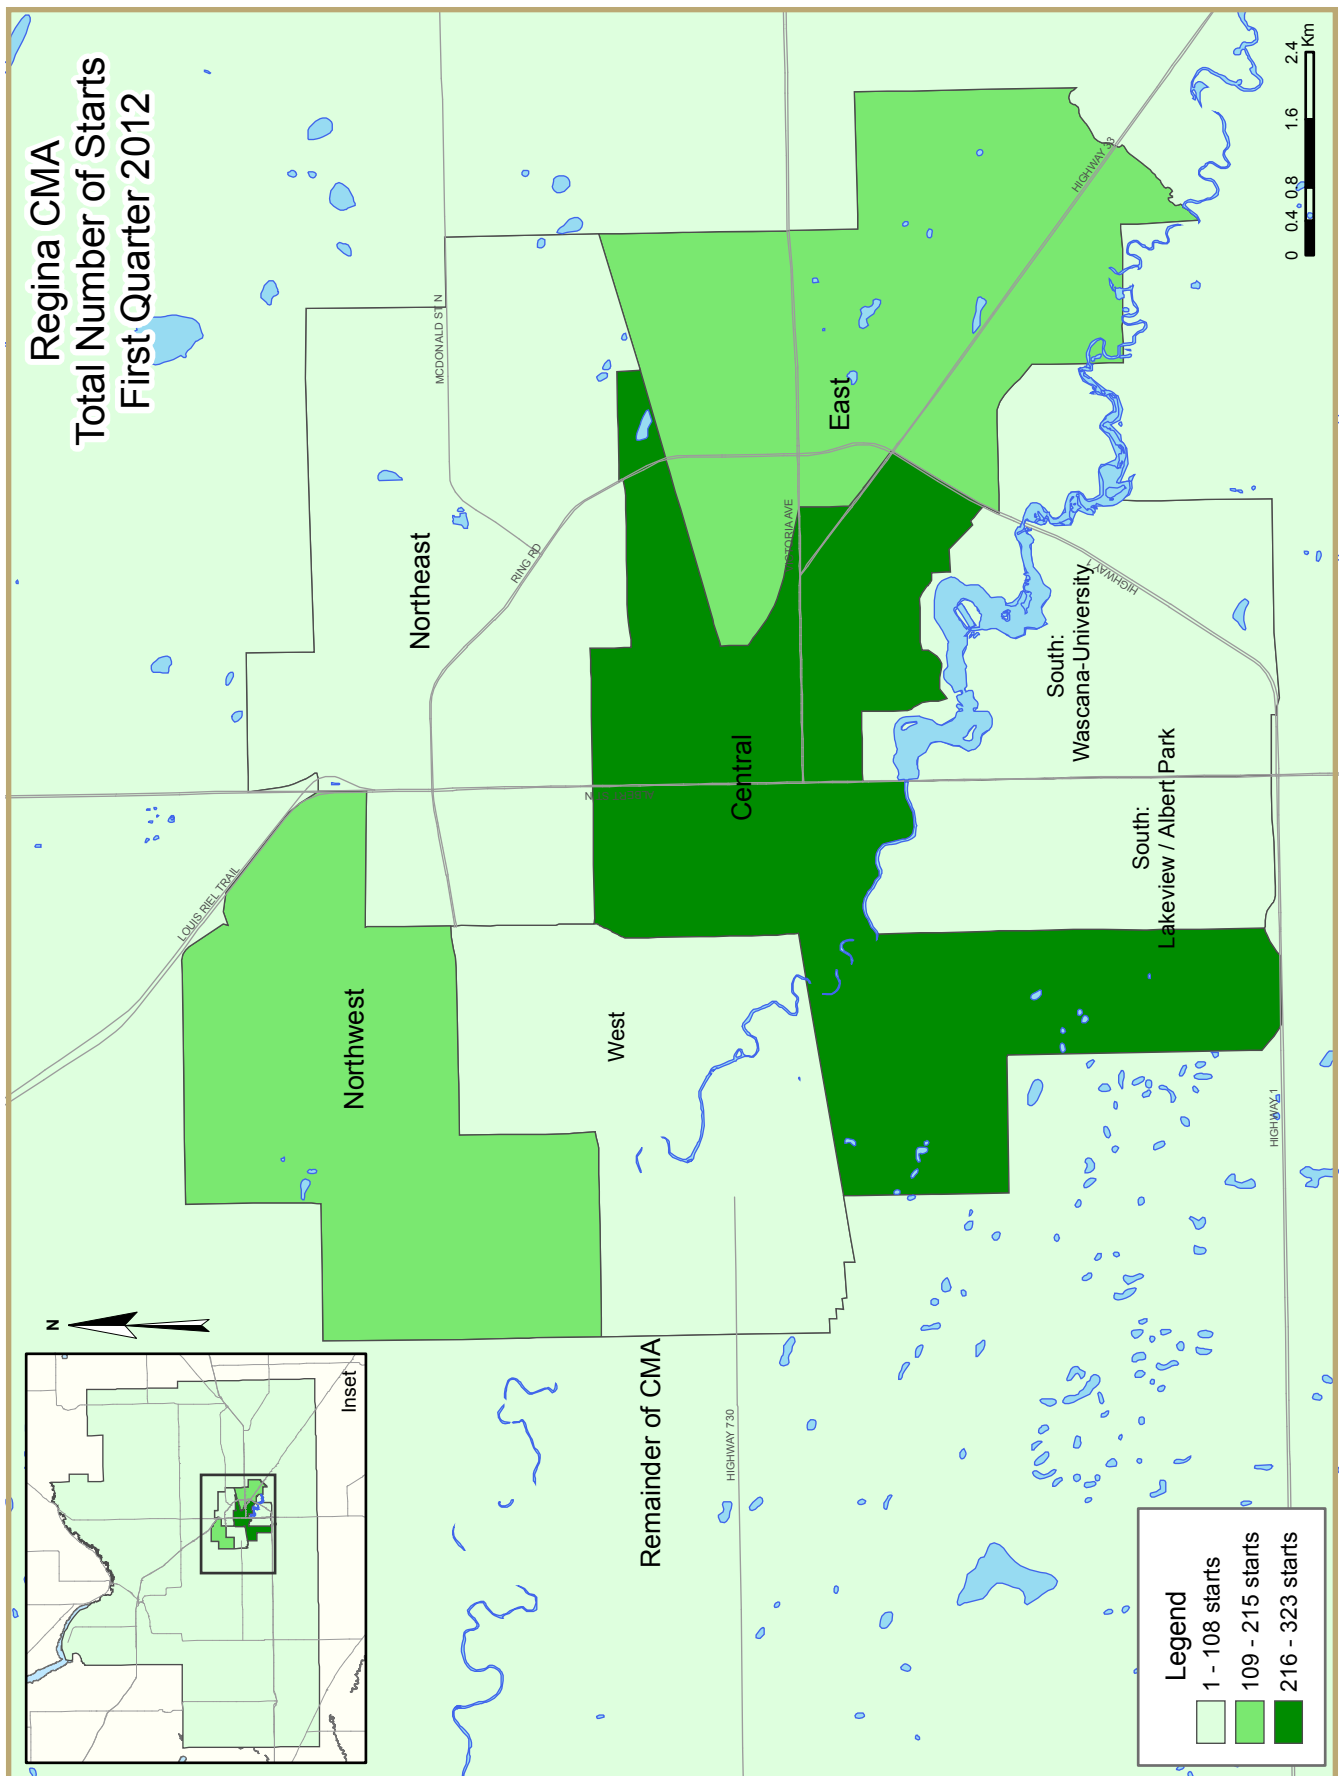 Regina CMA
Total Number of Starts
First Quarter 2012
N
Inset
LOUIS RIEL TRAIL
MCDONALD ST N
RING RD
Northeast
Northwest
West
Central
East
VICTORIA AVE
HIGHWAY 33
HIGHWAY 1
South:
Wascana-University
South:
Lakeview / Albert Park
Remainder of CMA
HIGHWAY 730
HIGHWAY 1
Legend
1 - 108 starts
109 - 215 starts
216 - 323 starts
0 0.4 0.8 1.6 2.4
Km